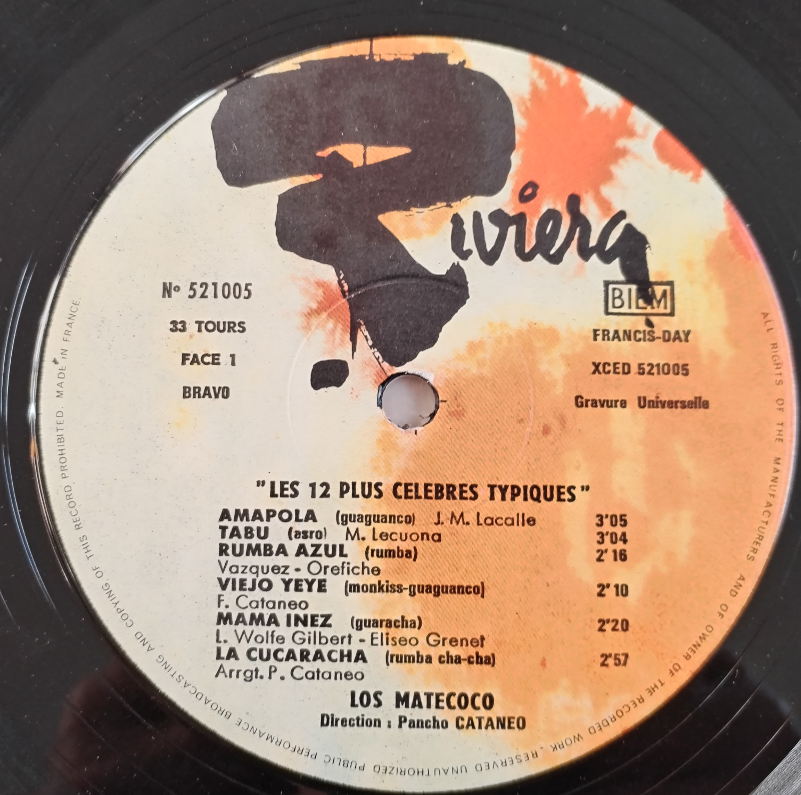 Riviera
Nº 521005
33 TOURS
FACE 1
BRAVO
BIEM
FRANCIS-DAY
XCED 521005
Gravure Universelle
"LES 12 PLUS CELEBRES TYPIQUES"
AMAPOLA (guaguanco) J. M. Lacalle 3'05
TABU (asro) M. Lecuona 3'04
RUMBA AZUL (rumba) 2'16
Vazquez - Orefiche
VIEJO YEYE (monkiss-guaguanco) 2'10
F. Cataneo
MAMA INEZ (guaracha) 2'20
L. Wolfe Gilbert - Eliseo Grenet
LA CUCARACHA (rumba cha-cha) 2'57
Arrgt. P. Cataneo
LOS MATECOCO
Direction : Pancho CATANEO
ALL RIGHTS OF THE MANUFACTURERS AND OF OWNER OF THE RECORDED WORK. RESERVED UNAUTHORIZED PUBLIC PERFORMANCE BROADCASTING AND COPYING OF THIS RECORD PROHIBITED. MADE IN FRANCE